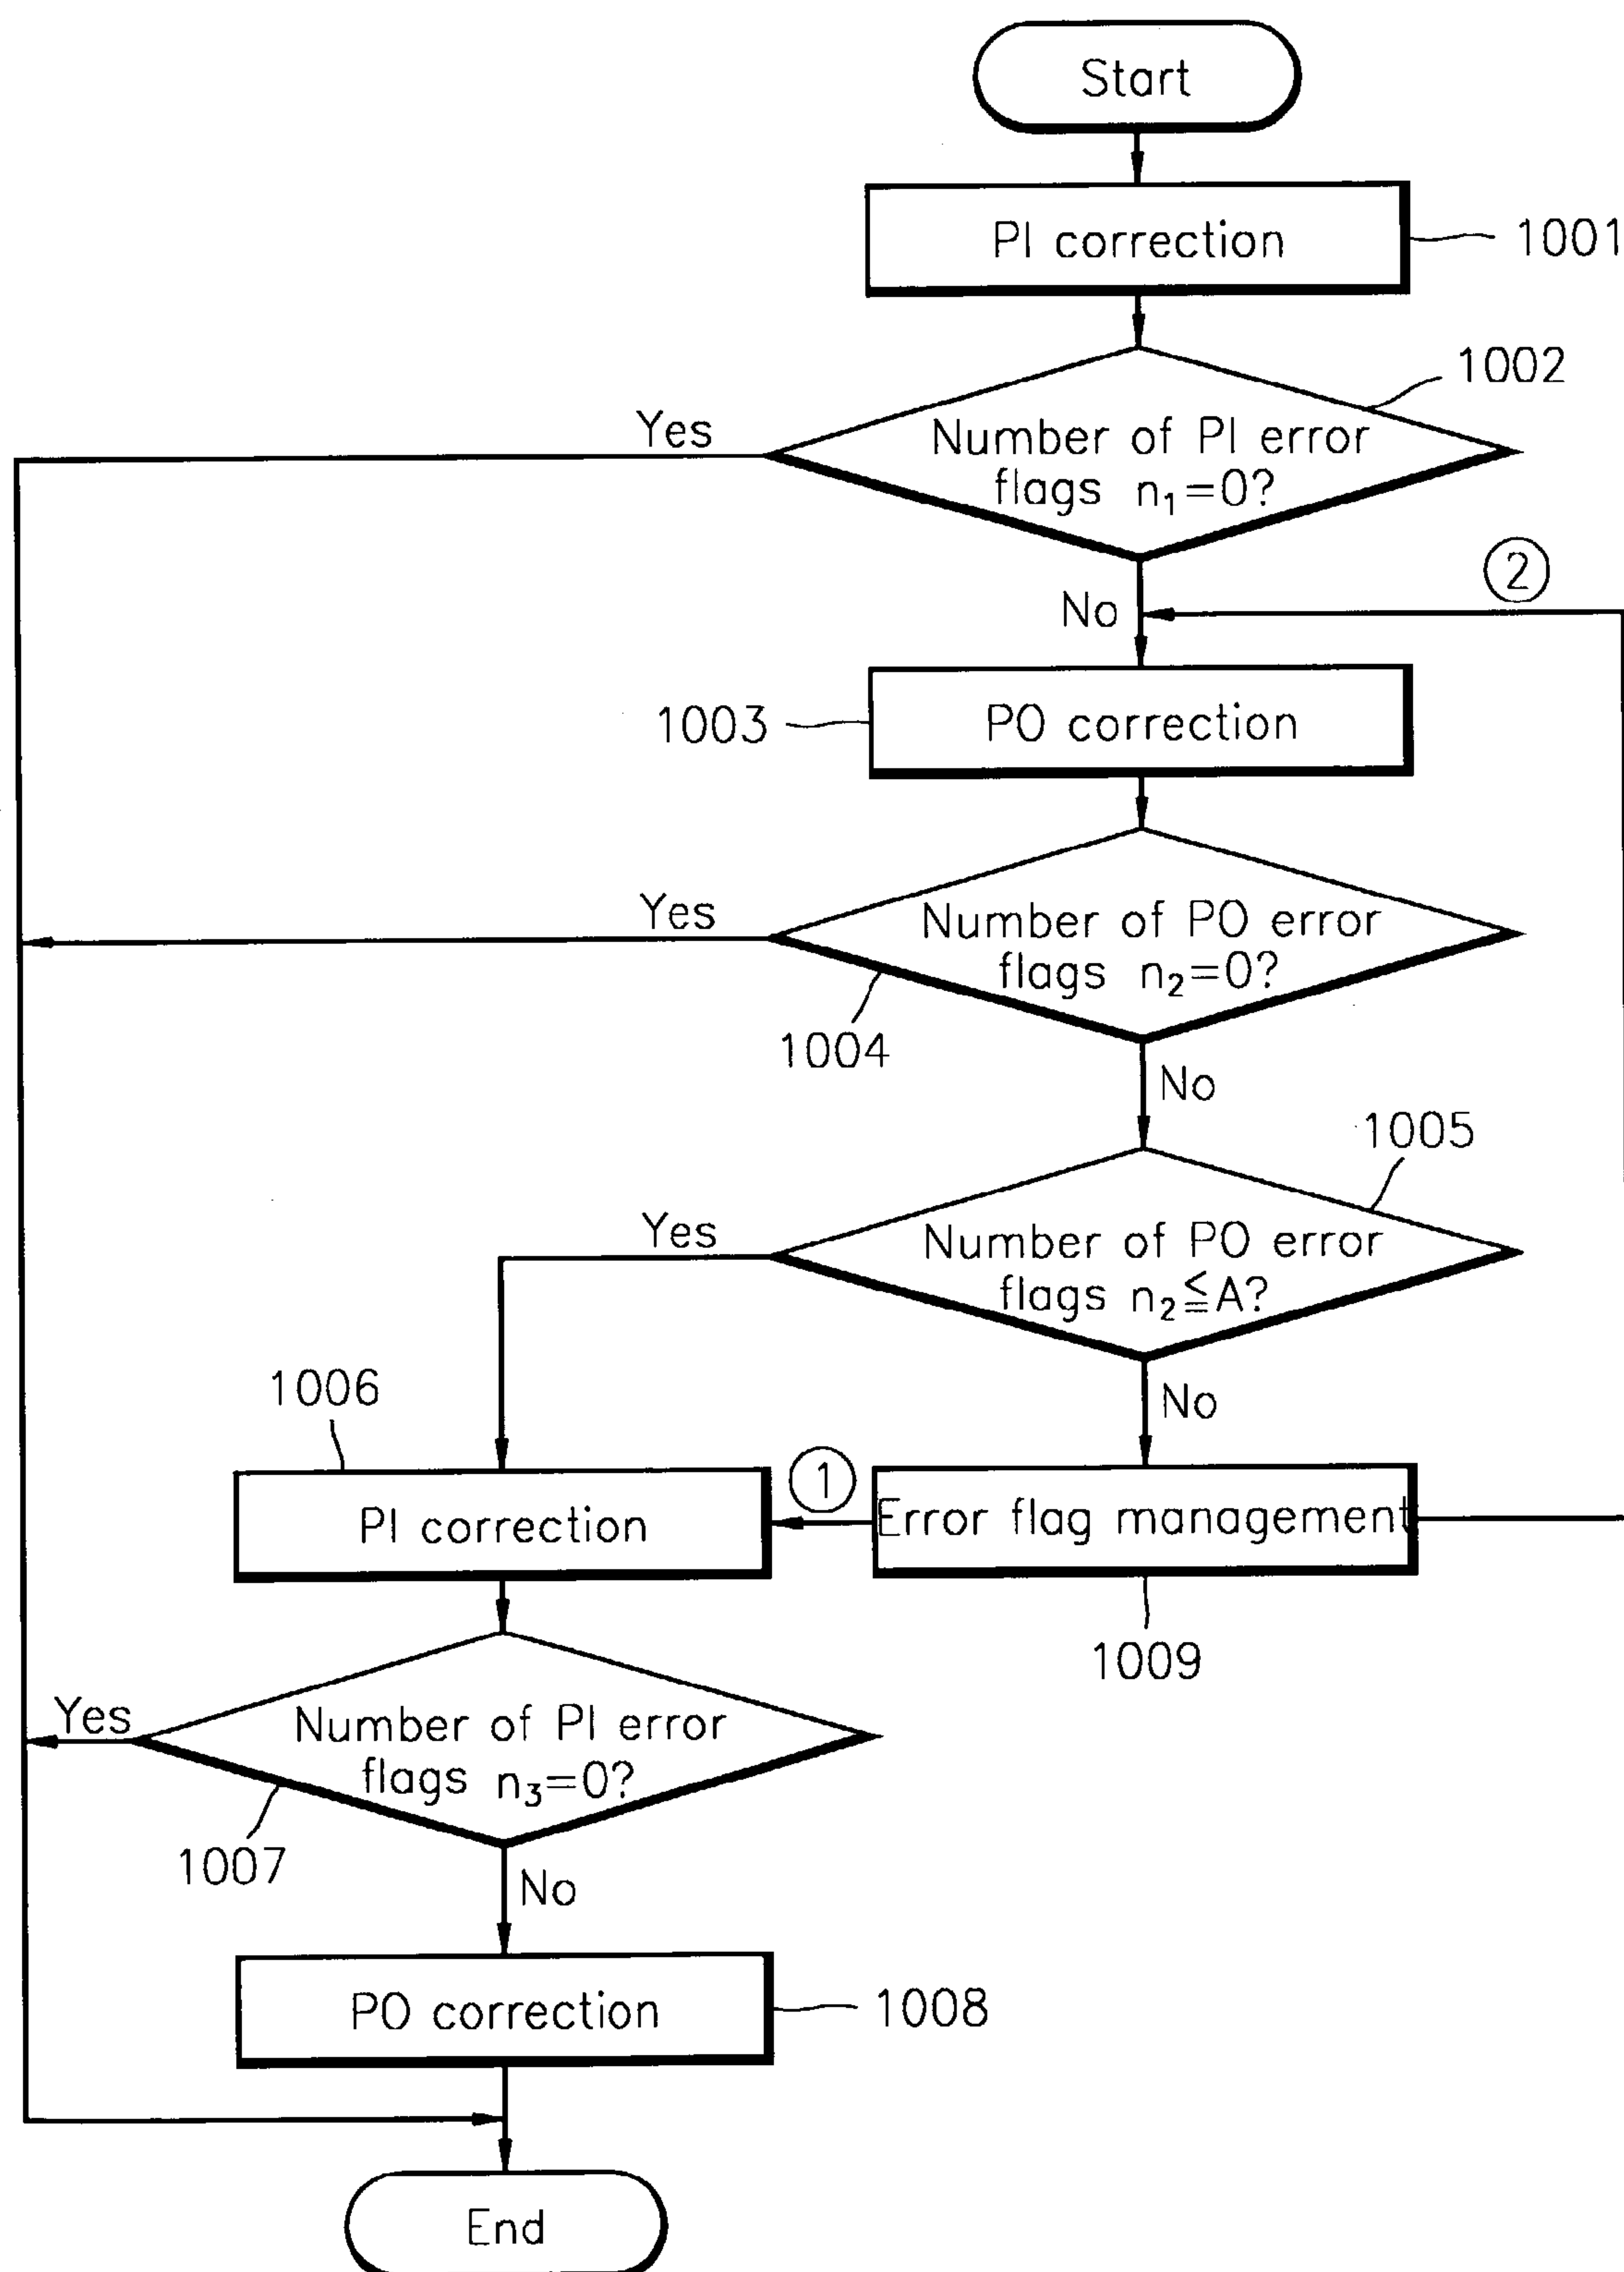 Start
PI correction
1001
1002
Yes
Number of PI error
flags n₁=0?
②
No
1003
PO correction
Yes
Number of PO error
flags n₂=0?
1004
No
1005
Yes
Number of PO error
flags n₂≦A?
1006
No
①
PI correction
Error flag management
1009
Yes
Number of PI error
flags n₃=0?
1007
No
PO correction
1008
End